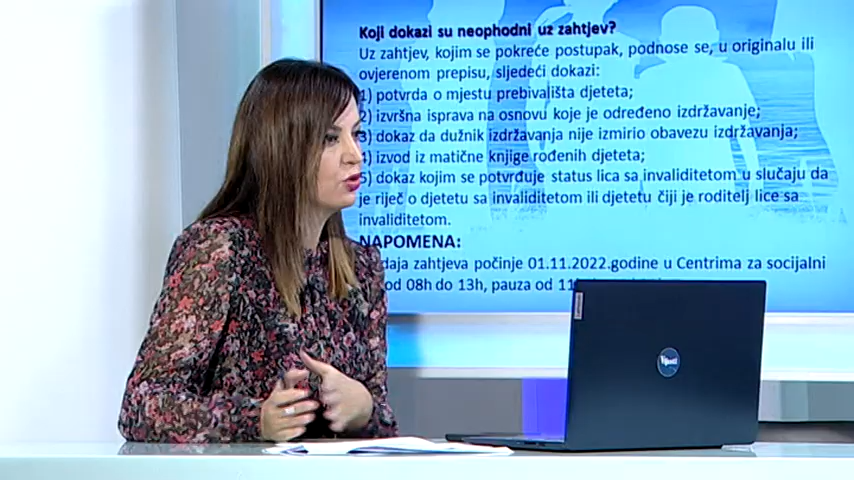 Koji dokazi su neophodni uz zahtjev?
Uz zahtjev, kojim se pokreće postupak, podnose se, u originalu ili
ovjerenom prepisu, sljedeći dokazi:
1) potvrda o mjestu prebivališta djeteta;
2) izvršna isprava na osnovu koje je određeno izdržavanje;
3) dokaz da dužnik izdržavanja nije izmirio obavezu izdržavanja;
4) izvod iz matične knjige rođenih djeteta;
5) dokaz kojim se potvrđuje status lica sa invaliditetom u slučaju da
je riječ o djetetu sa invaliditetom ili djetetu čiji je roditelj lice sa
invaliditetom.
NAPOMENA:
daja zahtjeva počinje 01.11.2022.godine u Centrima za socijalni
od 08h do 13h, pauza od 11
Vijesti
Lenovo